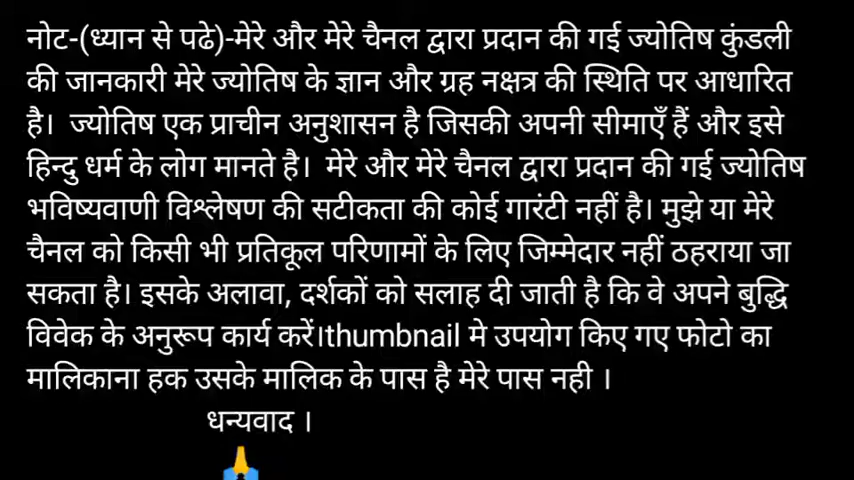 नोट-(ध्यान से पढे)-मेरे और मेरे चैनल द्वारा प्रदान की गई ज्योतिष कुंडली
की जानकारी मेरे ज्योतिष के ज्ञान और ग्रह नक्षत्र की स्थिति पर आधारित
है।  ज्योतिष एक प्राचीन अनुशासन है जिसकी अपनी सीमाएँ हैं और इसे
हिन्दु धर्म के लोग मानते है।  मेरे और मेरे चैनल द्वारा प्रदान की गई ज्योतिष
भविष्यवाणी विश्लेषण की सटीकता की कोई गारंटी नहीं है। मुझे या मेरे
चैनल को किसी भी प्रतिकूल परिणामों के लिए जिम्मेदार नहीं ठहराया जा
सकता है। इसके अलावा, दर्शकों को सलाह दी जाती है कि वे अपने बुद्धि
विवेक के अनुरूप कार्य करें।thumbnail मे उपयोग किए गए फोटो का
मालिकाना हक उसके मालिक के पास है मेरे पास नही ।
धन्यवाद ।
🙏